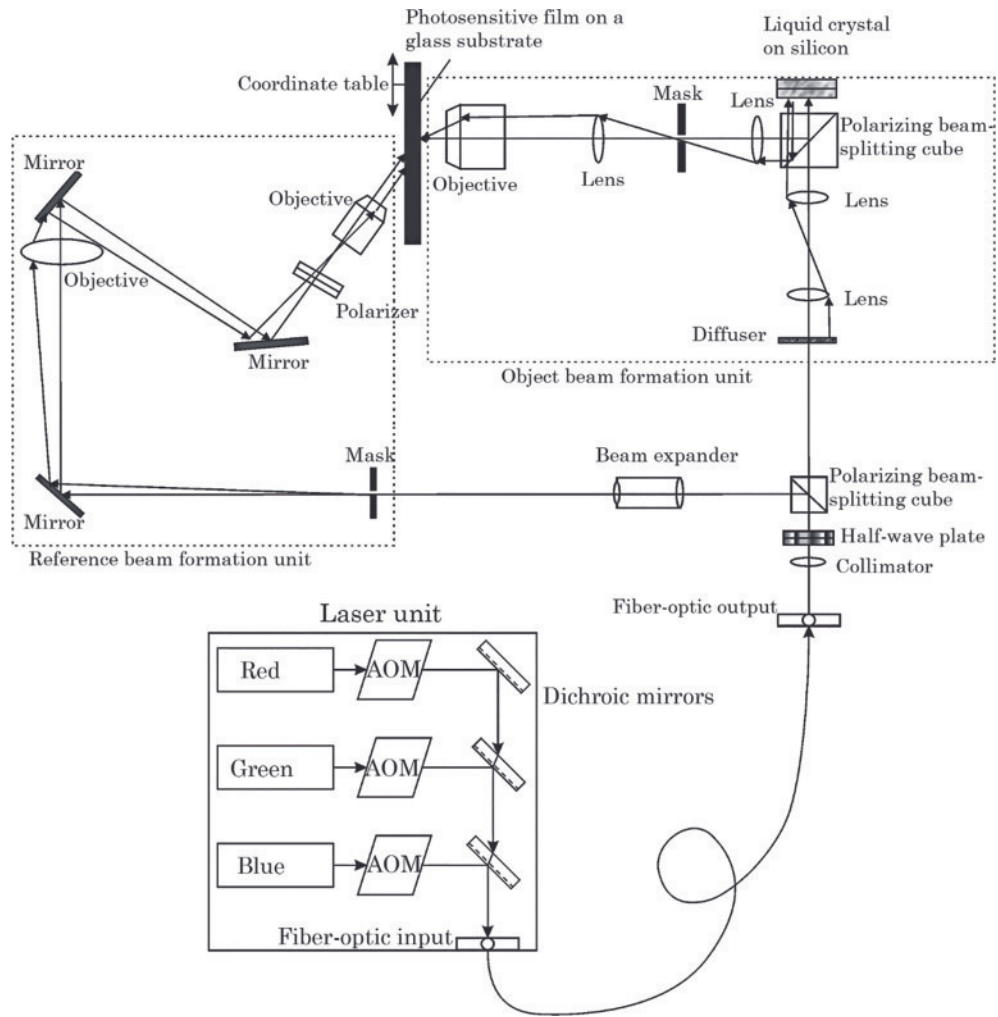 Photosensitive film on a
glass substrate
Liquid crystal
on silicon
Coordinate table
Mask
Lens
Polarizing beam-
splitting cube
Mirror
Objective
Objective
Lens
Lens
Objective
Polarizer
Lens
Mirror
Diffuser
Object beam formation unit
Mask
Beam expander
Polarizing beam-
splitting cube
Mirror
Half-wave plate
Reference beam formation unit
Collimator
Fiber-optic output
Laser unit
Red
AOM
Dichroic mirrors
Green
AOM
Blue
AOM
Fiber-optic input